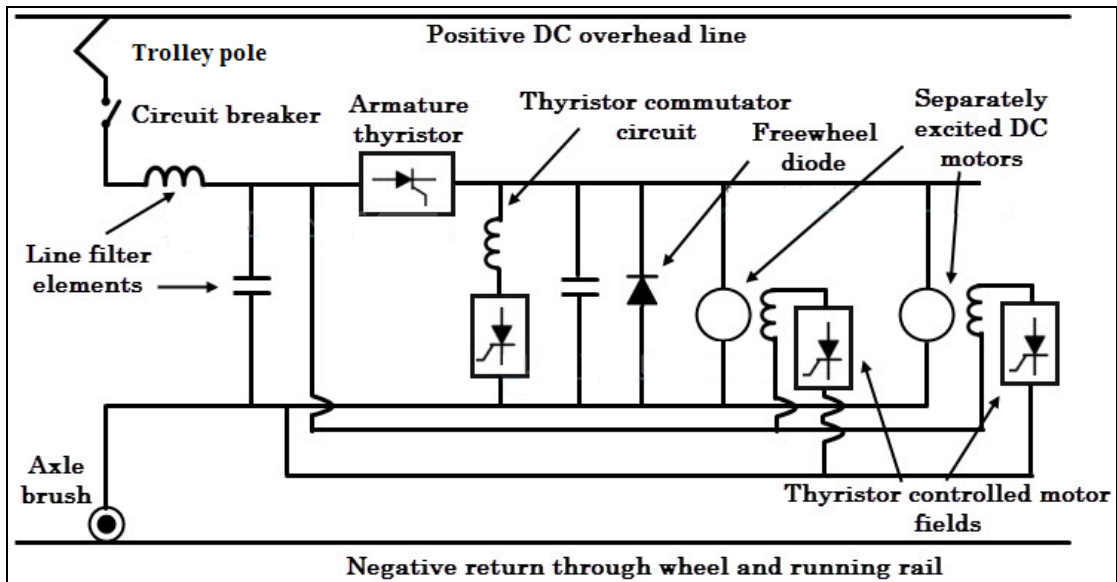 Positive DC overhead line
Trolley pole
Circuit breaker
Armature
thyristor
Thyristor commutator
circuit
Freewheel
diode
Separately
excited DC
motors
Line filter
elements
Axle
brush
Thyristor controlled motor
fields
Negative return through wheel and running rail